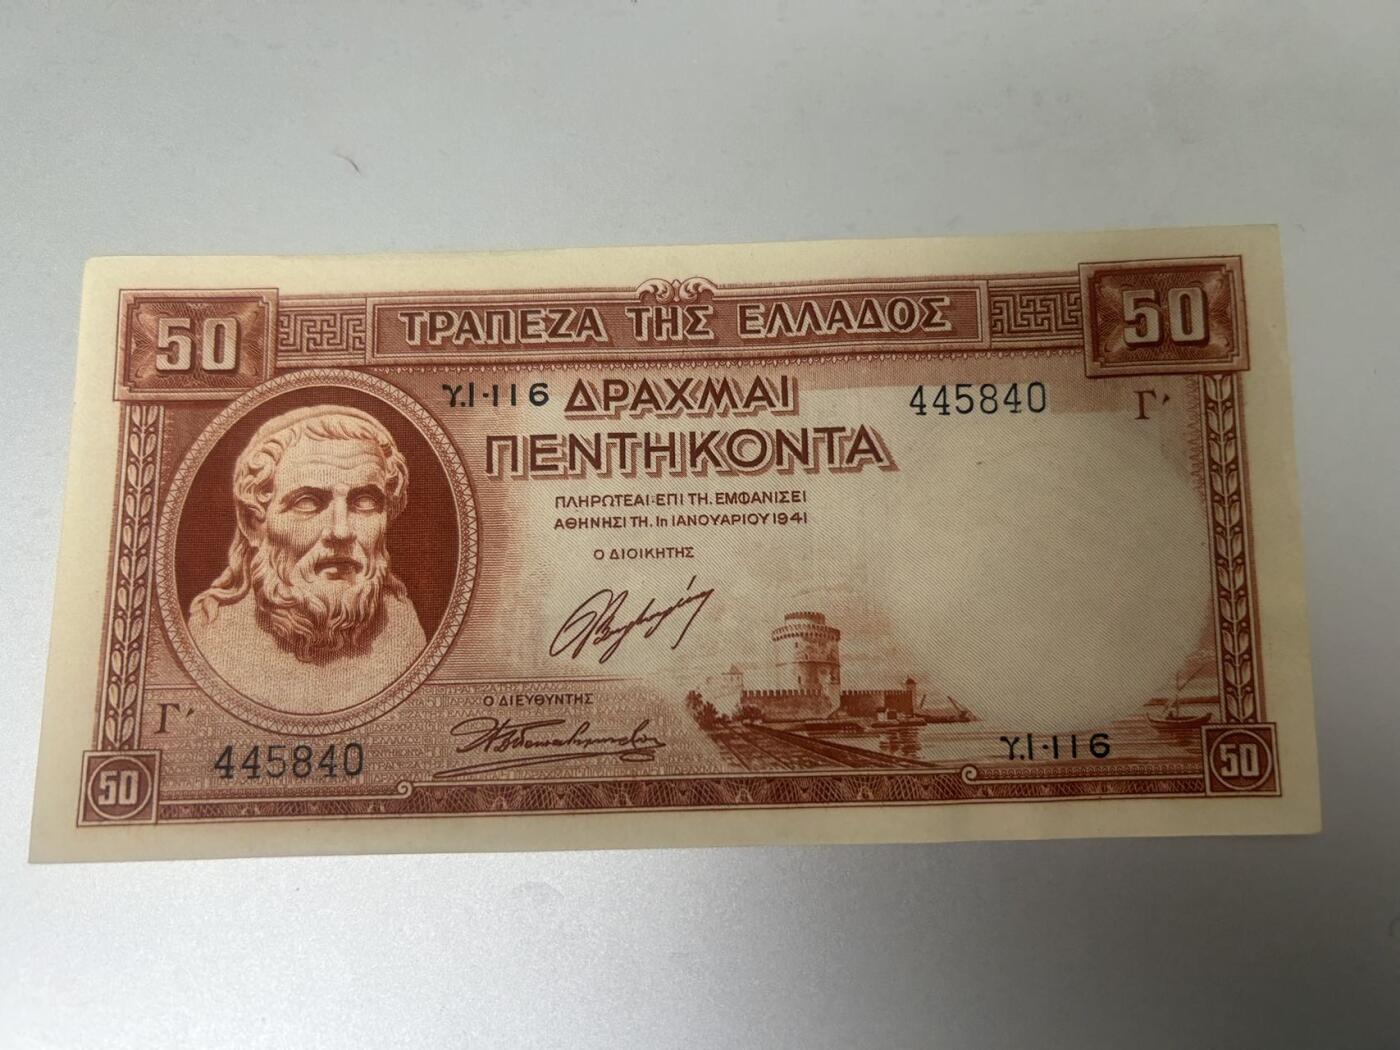 50 ΤΡΑΠΕΖΑ ΤΗΣ ΕΛΛΑΔΟΣ 50
γ.Ι-116 ΔΡΑΧΜΑΙ 445840 Γ′
ΠΕΝΤΗΚΟΝΤΑ
ΠΛΗΡΩΤΕΑΙ·ΕΠΙ ΤΗ. ΕΜΦΑΝΙΣΕΙ
ΑΘΗΝΗΣΙ ΤΗ. 1η ΙΑΝΟΥΑΡΙΟΥ 1941
Ο ΔΙΟΙΚΗΤΗΣ
Ο ΔΙΕΥΘΥΝΤΗΣ
Γ′
445840 γ.Ι-116
50 50